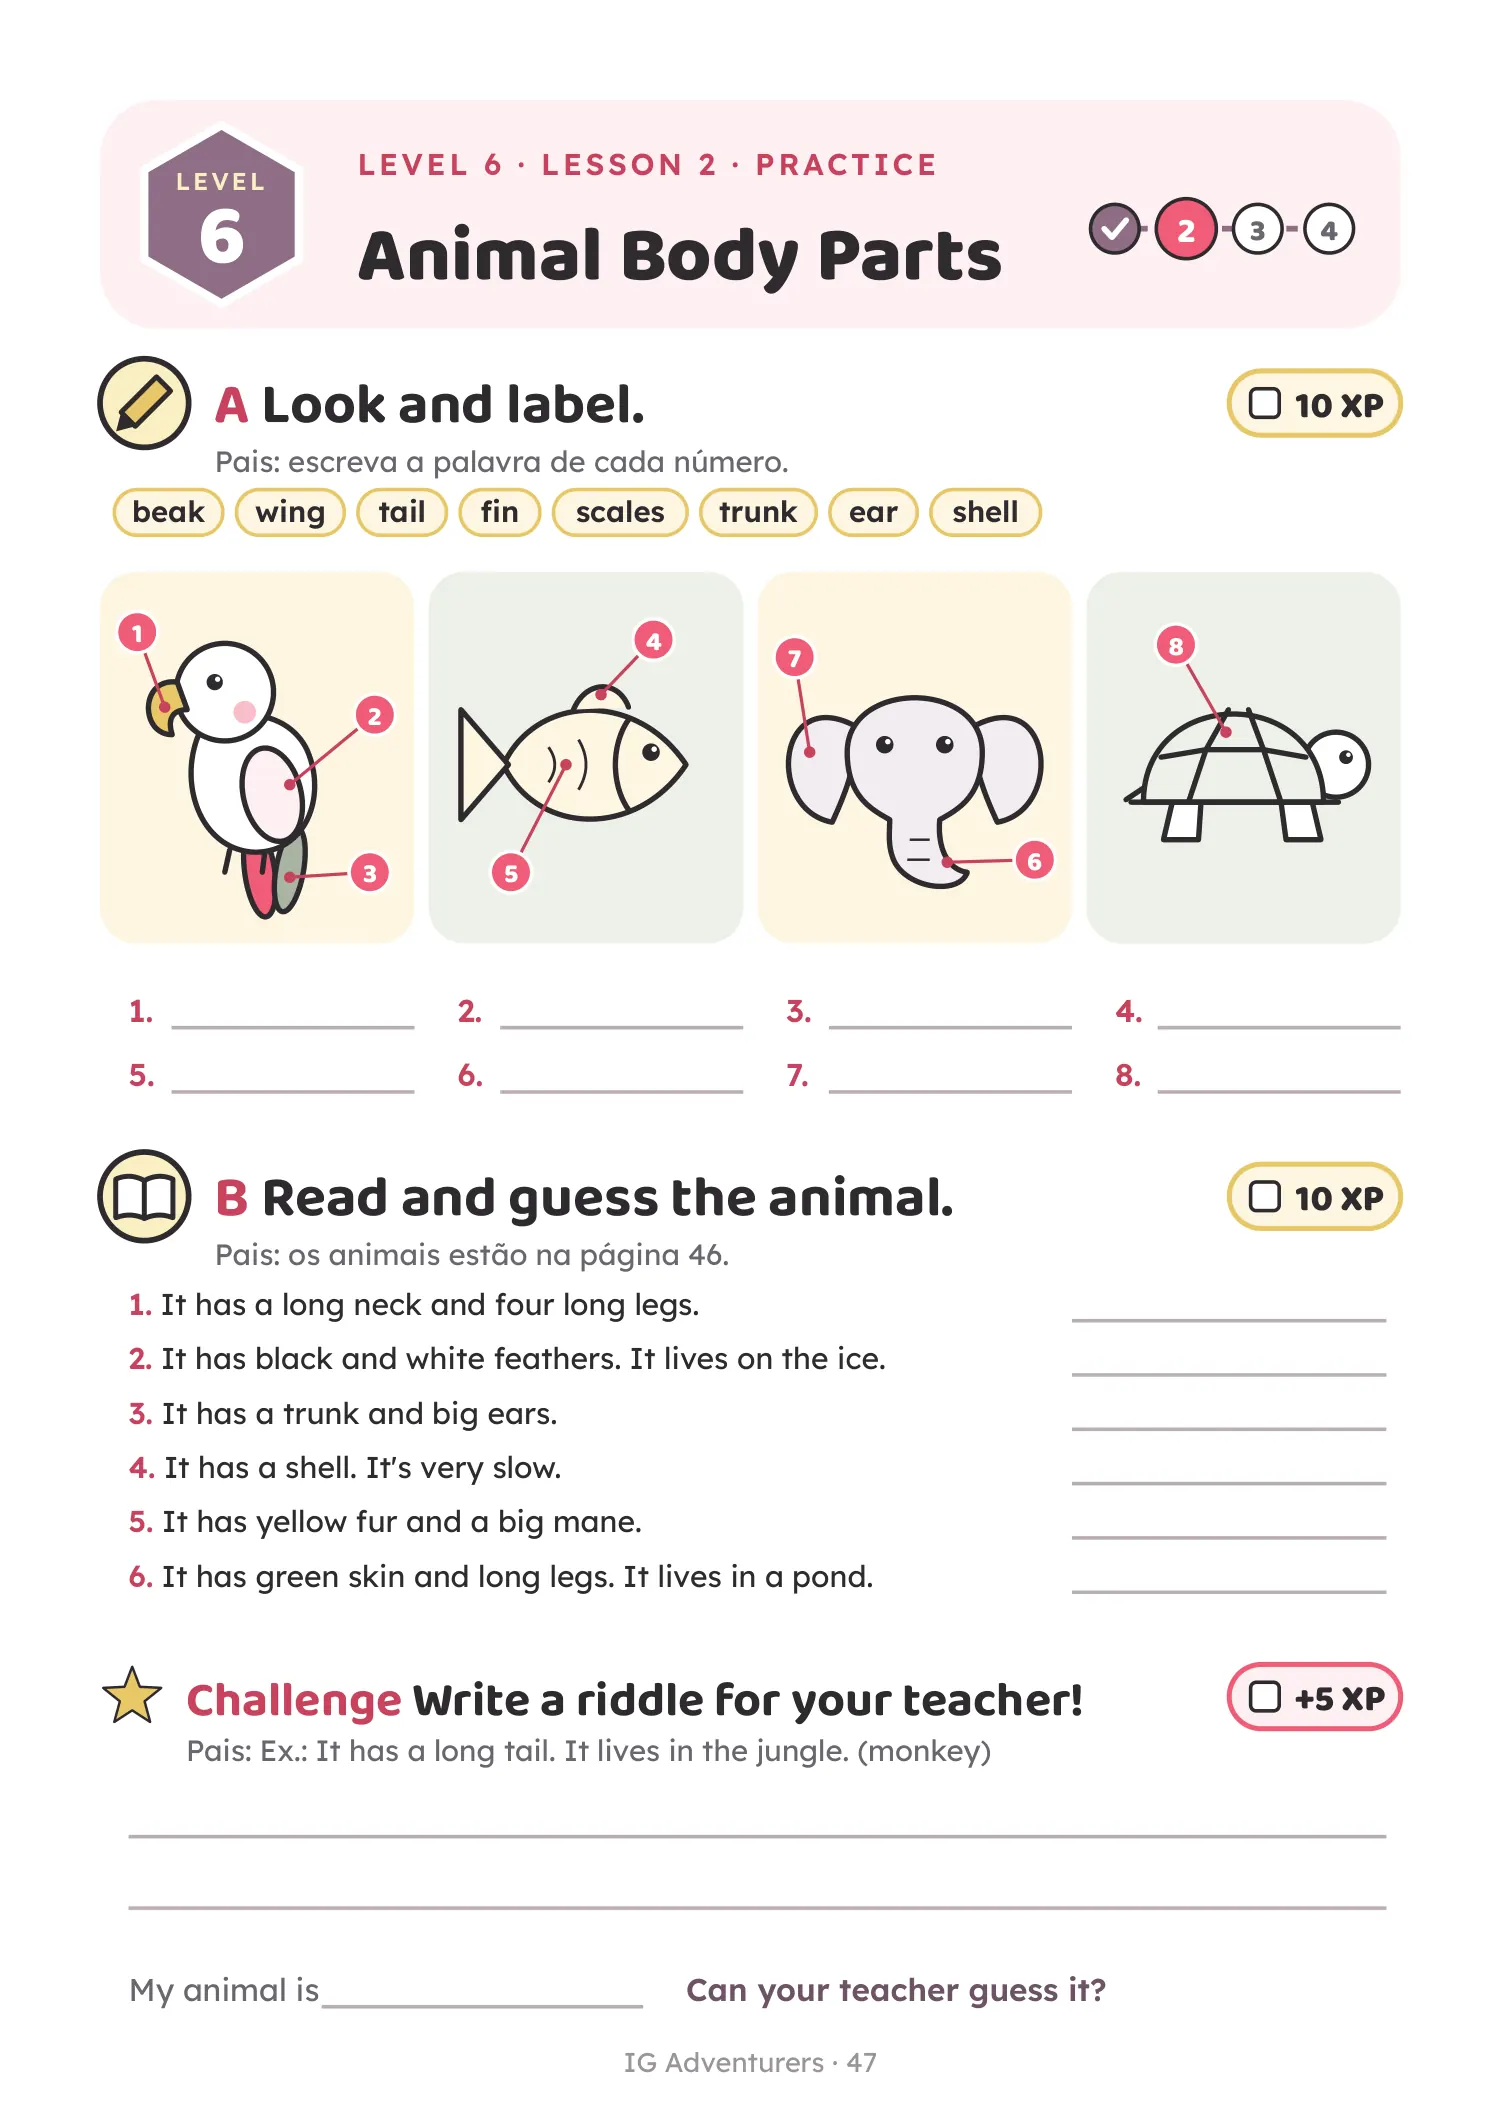 LEVEL
6
LEVEL 6 · LESSON 2 · PRACTICE
Animal Body Parts
2 3 4
A Look and label.
10 XP
Pais: escreva a palavra de cada número.
beak wing tail fin scales trunk ear shell
1
2
3
4
5
7
6
8
1. 2. 3. 4.
5. 6. 7. 8.
B Read and guess the animal.
10 XP
Pais: os animais estão na página 46.
1. It has a long neck and four long legs.
2. It has black and white feathers. It lives on the ice.
3. It has a trunk and big ears.
4. It has a shell. It's very slow.
5. It has yellow fur and a big mane.
6. It has green skin and long legs. It lives in a pond.
Challenge Write a riddle for your teacher!
+5 XP
Pais: Ex.: It has a long tail. It lives in the jungle. (monkey)
My animal is Can your teacher guess it?
IG Adventurers · 47